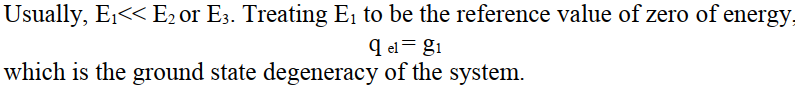 Usually, E₁<< E₂ or E₃. Treating E₁ to be the reference value of zero of energy,
q ₑₗ= g₁
which is the ground state degeneracy of the system.